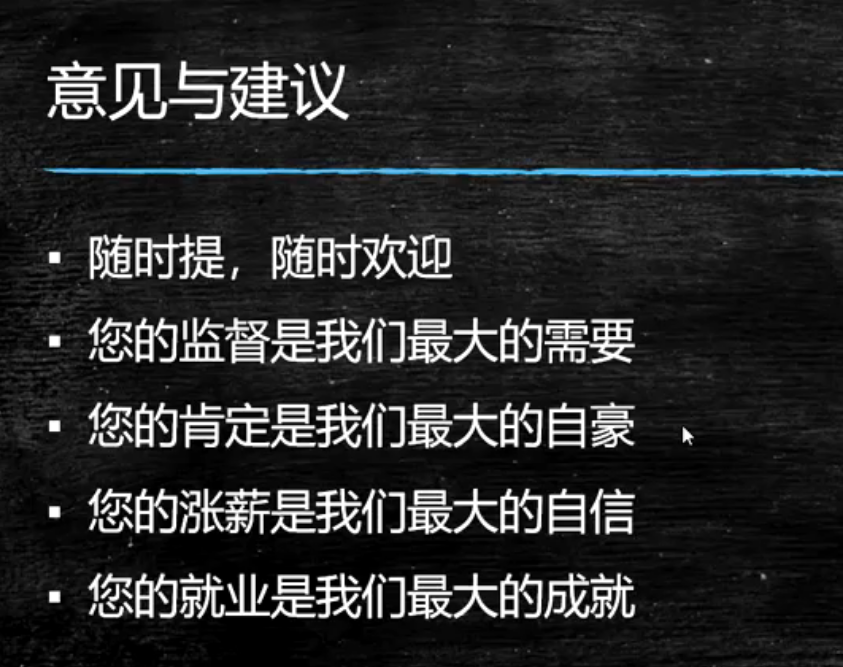 意见与建议
▪ 随时提，随时欢迎
▪ 您的监督是我们最大的需要
▪ 您的肯定是我们最大的自豪
▪ 您的涨薪是我们最大的自信
▪ 您的就业是我们最大的成就